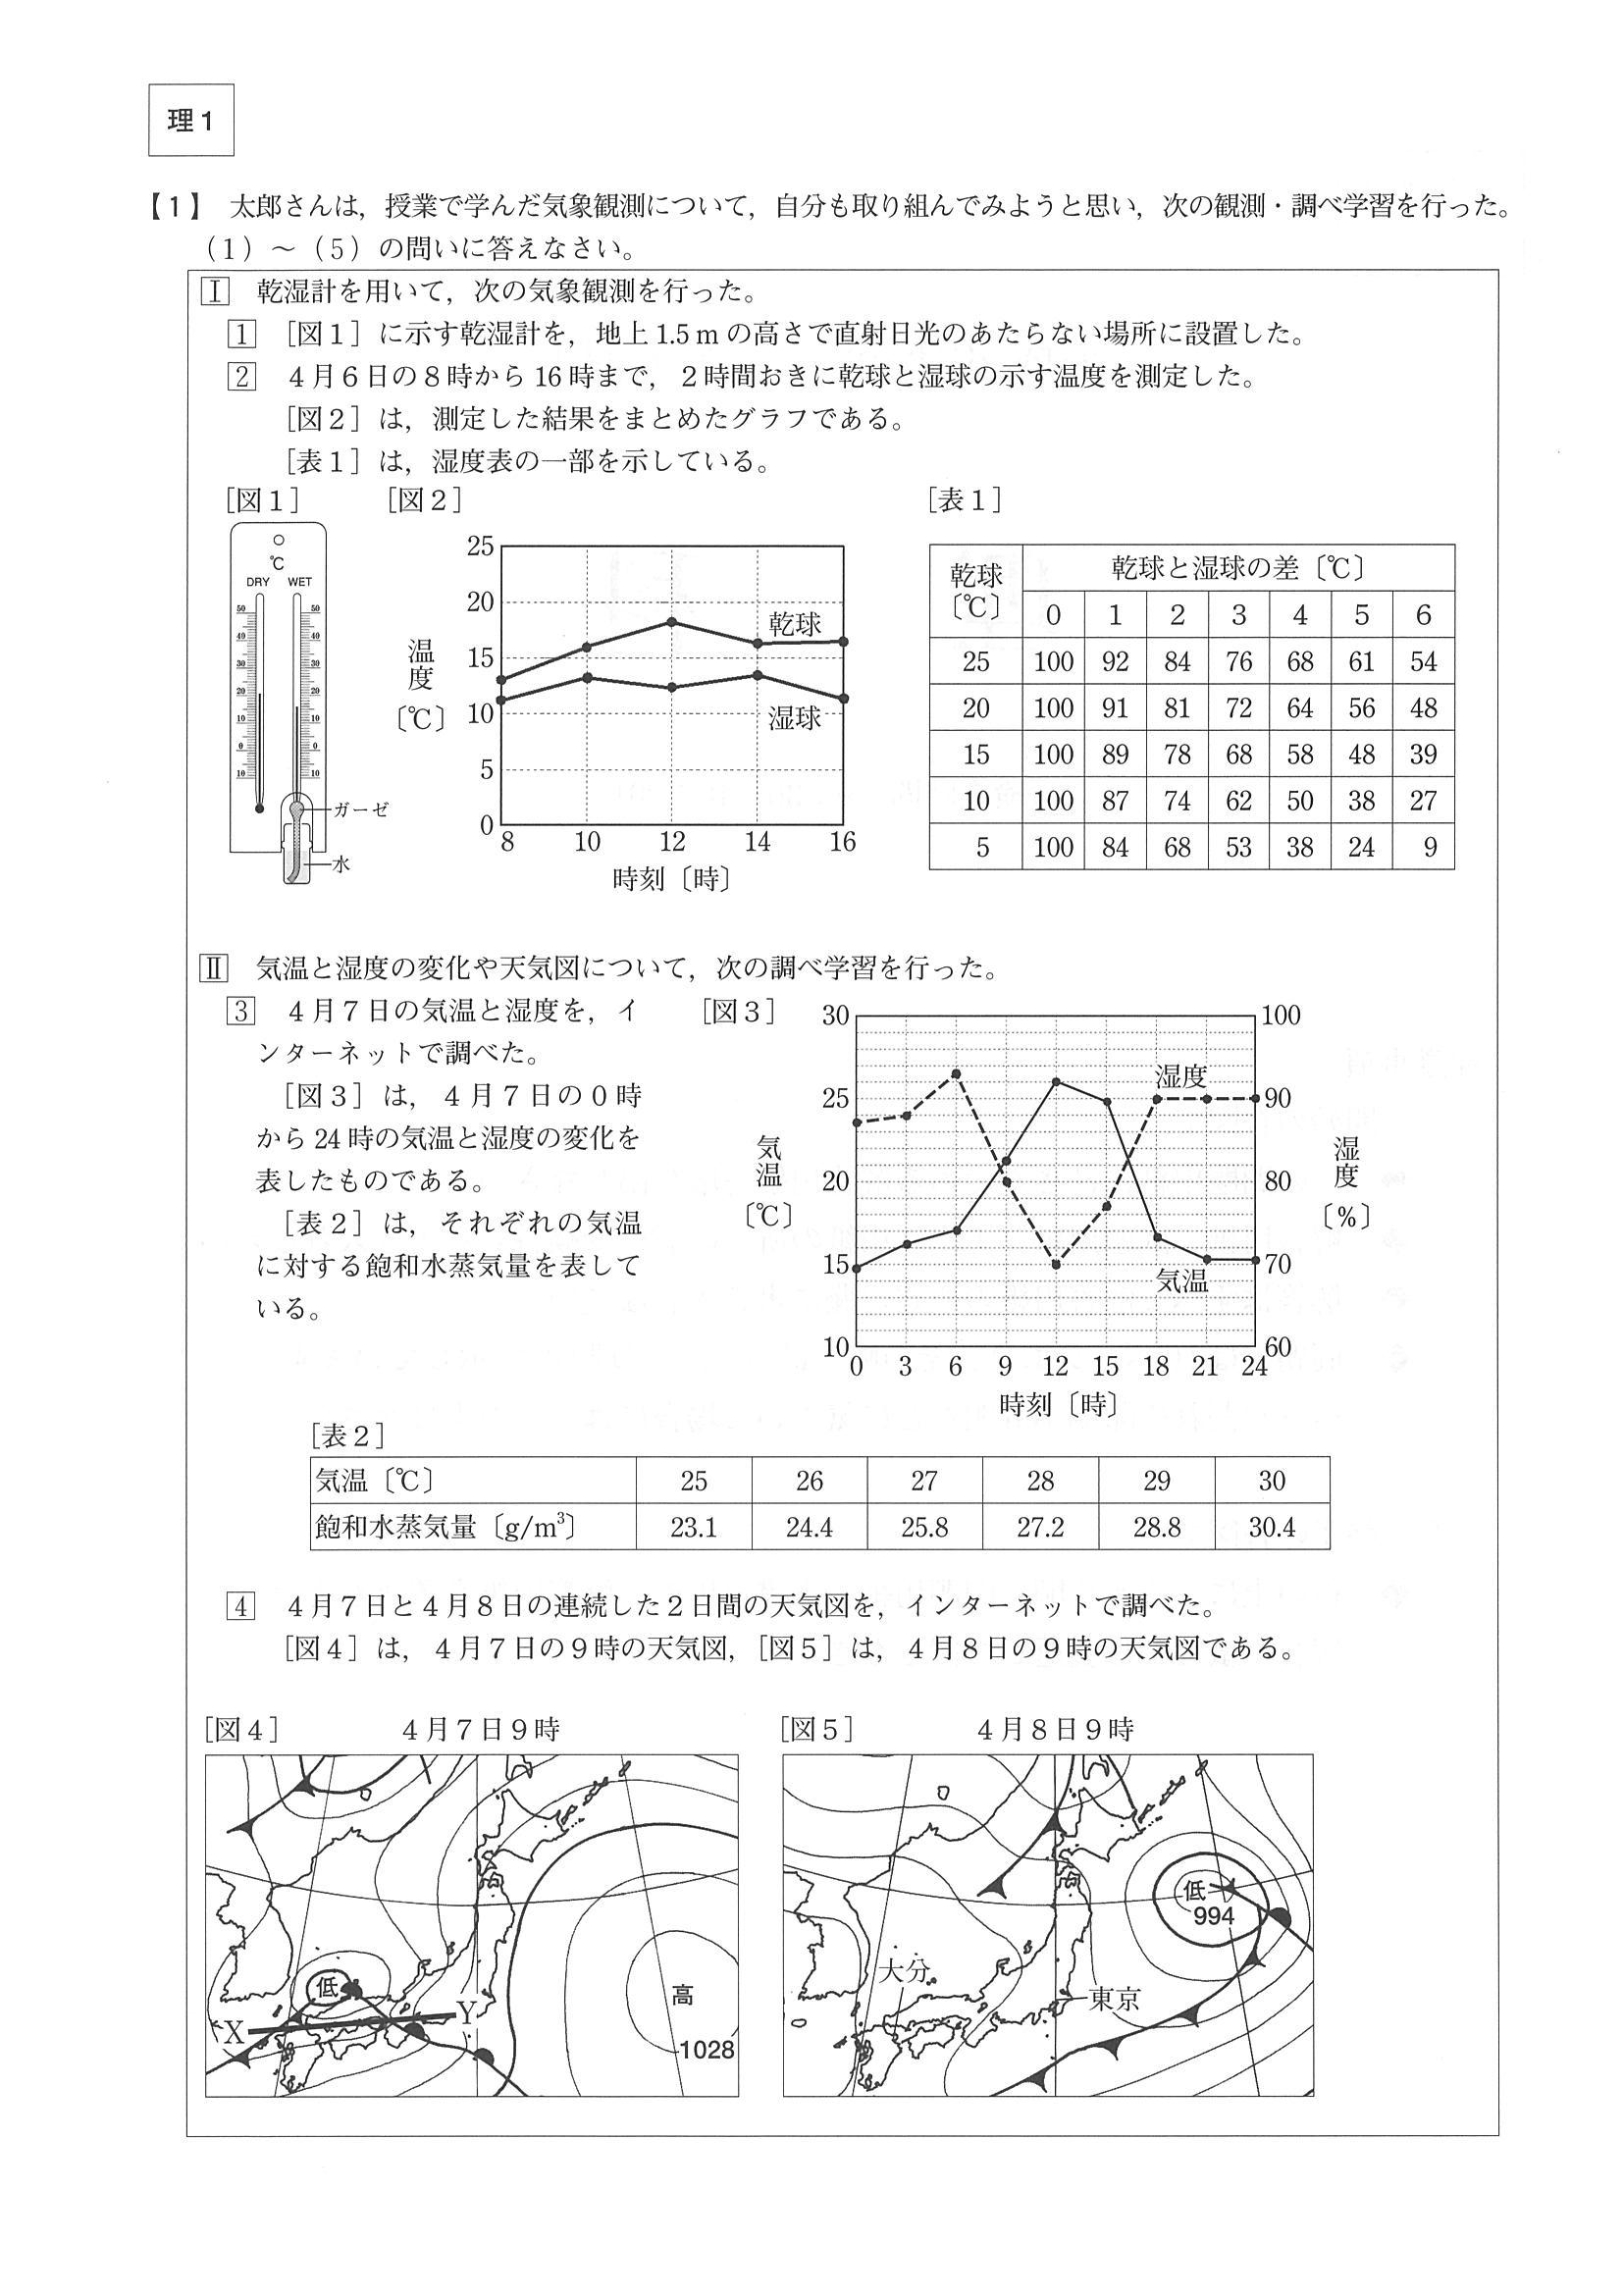 理1
【1】 太郎さんは，授業で学んだ気象観測について，自分も取り組んでみようと思い，次の観測・調べ学習を行った。
（1）～（5）の問いに答えなさい。
Ⅰ 乾湿計を用いて，次の気象観測を行った。
1 ［図1］に示す乾湿計を，地上1.5mの高さで直射日光のあたらない場所に設置した。
2 4月6日の8時から16時まで，2時間おきに乾球と湿球の示す温度を測定した。
［図2］は，測定した結果をまとめたグラフである。
［表1］は，湿度表の一部を示している。
［図1］
℃
DRY WET
50 50
40 40
30 30
20 20
10 10
0 0
10 10
ガーゼ
水
［図2］
温度〔℃〕
25
20
15
10
5
0
乾球
湿球
8 10 12 14 16
時刻〔時〕
［表1］
乾球〔℃〕 乾球と湿球の差〔℃〕
0 1 2 3 4 5 6
25 100 92 84 76 68 61 54
20 100 91 81 72 64 56 48
15 100 89 78 68 58 48 39
10 100 87 74 62 50 38 27
5 100 84 68 53 38 24 9
Ⅱ 気温と湿度の変化や天気図について，次の調べ学習を行った。
3 4月7日の気温と湿度を，イ
ンターネットで調べた。
［図3］は，4月7日の0時
から24時の気温と湿度の変化を
表したものである。
［表2］は，それぞれの気温
に対する飽和水蒸気量を表して
いる。
［図3］
気温〔℃〕
30
25
20
15
10
湿度
気温
100
90
80
70
60
湿度〔%〕
0 3 6 9 12 15 18 21 24
時刻〔時〕
［表2］
気温〔℃〕 25 26 27 28 29 30
飽和水蒸気量〔g/m³〕 23.1 24.4 25.8 27.2 28.8 30.4
4 4月7日と4月8日の連続した2日間の天気図を，インターネットで調べた。
［図4］は，4月7日の9時の天気図，［図5］は，4月8日の9時の天気図である。
［図4］ 4月7日9時
低
X
Y
高
1028
［図5］ 4月8日9時
低
994
大分
東京